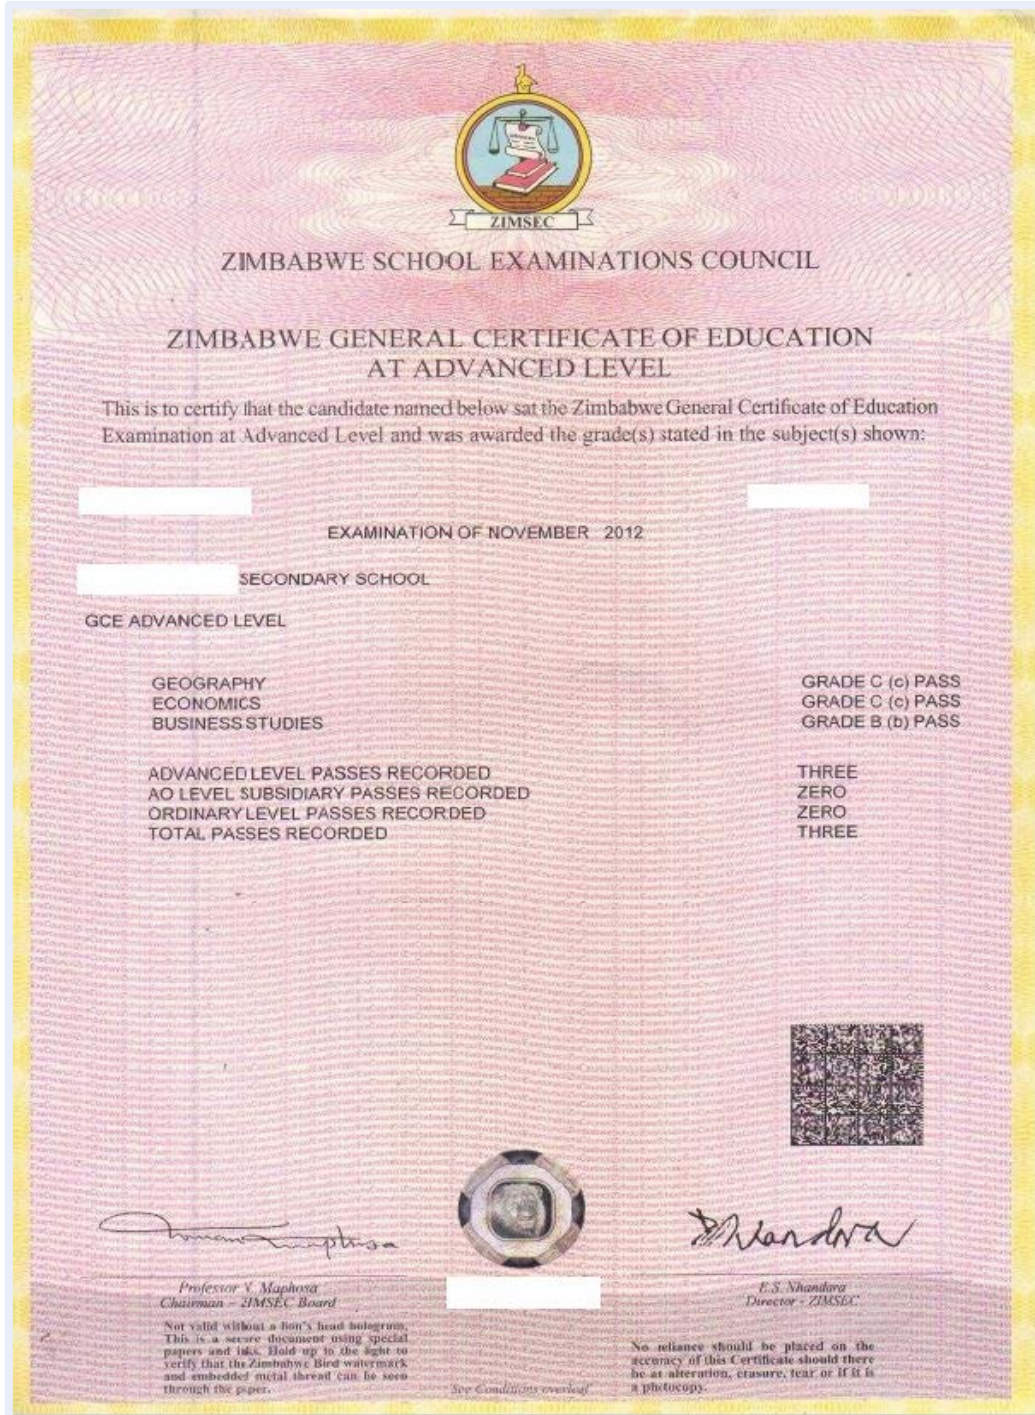 ZIMSEC
ZIMBABWE SCHOOL EXAMINATIONS COUNCIL
ZIMBABWE GENERAL CERTIFICATE OF EDUCATION
AT ADVANCED LEVEL
This is to certify that the candidate named below sat the Zimbabwe General Certificate of Education
Examination at Advanced Level and was awarded the grade(s) stated in the subject(s) shown:
EXAMINATION OF NOVEMBER 2012
SECONDARY SCHOOL
GCE ADVANCED LEVEL
GEOGRAPHY GRADE C (c) PASS
ECONOMICS GRADE C (c) PASS
BUSINESS STUDIES GRADE B (b) PASS
ADVANCED LEVEL PASSES RECORDED THREE
AO LEVEL SUBSIDIARY PASSES RECORDED ZERO
ORDINARY LEVEL PASSES RECORDED ZERO
TOTAL PASSES RECORDED THREE
Professor V. Maphosa
Chairman – ZIMSEC Board
E.S. Nhandara
Director - ZIMSEC
Not valid without a lion's head hologram.
This is a secure document using special
papers and inks. Hold up to the light to
verify that the Zimbabwe Bird watermark
and embedded metal thread can be seen
through the paper.
See Conditions overleaf
No reliance should be placed on the
accuracy of this Certificate should there
be at alteration, erasure, tear or if it is
a photocopy.